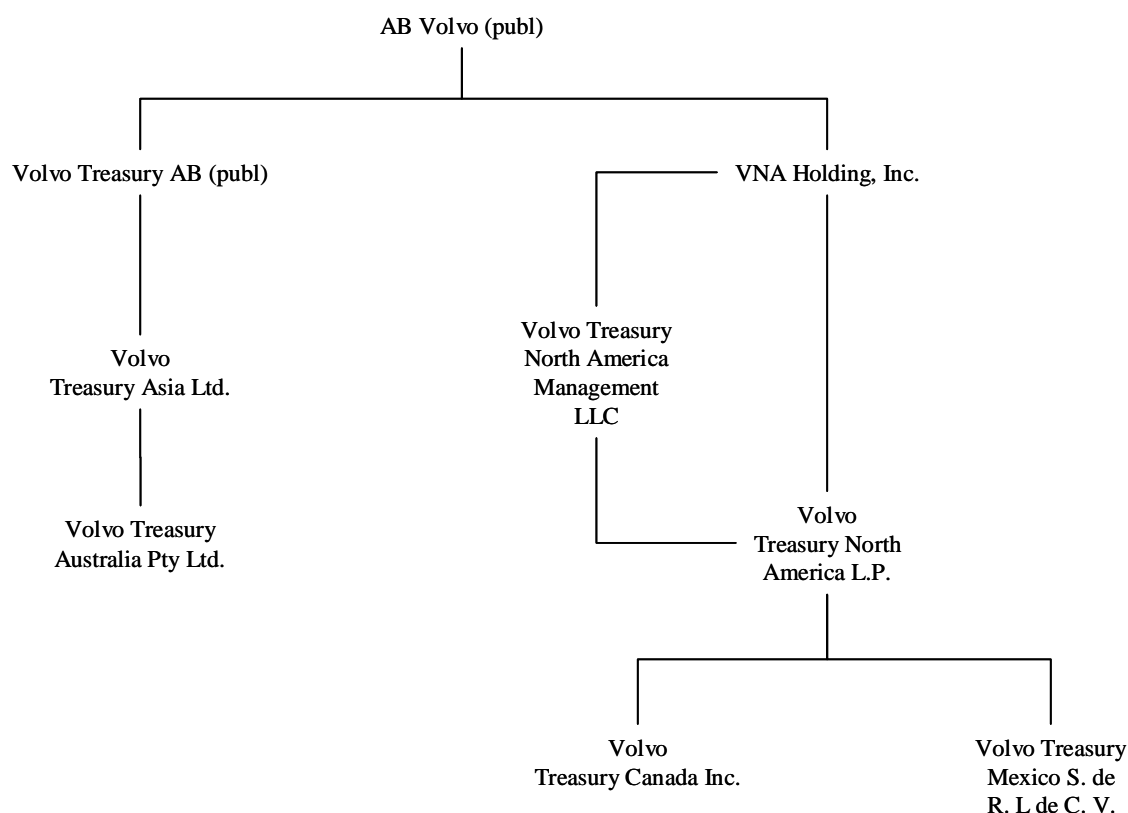 AB Volvo (publ)
Volvo Treasury AB (publ)
VNA Holding, Inc.
Volvo Treasury
North America
Management
LLC
Volvo
Treasury Asia Ltd.
Volvo Treasury
Australia Pty Ltd.
Volvo
Treasury North
America L.P.
Volvo
Treasury Canada Inc.
Volvo Treasury
Mexico S. de
R. L de C. V.